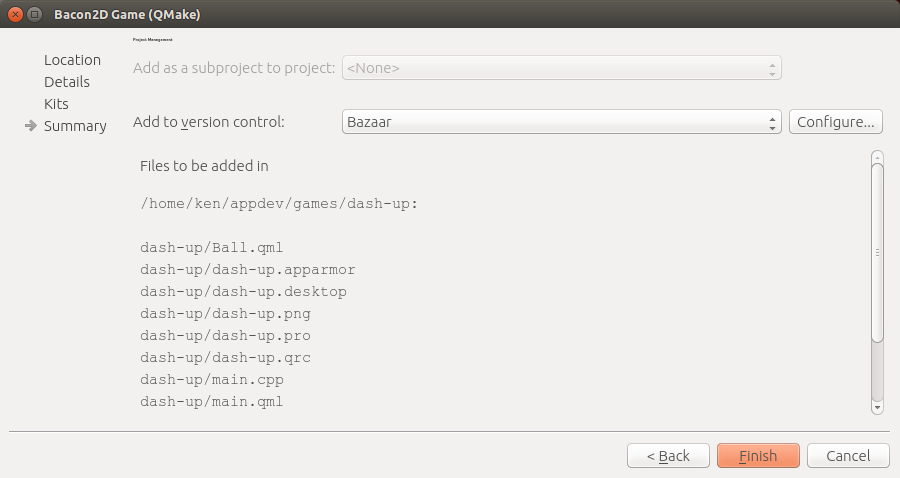 Bacon2D Game (QMake)
Project Management
Location
Details
Kits
Summary
Add as a subproject to project: <None>
Add to version control: Bazaar Configure...
Files to be added in
/home/ken/appdev/games/dash-up:
dash-up/Ball.qml
dash-up/dash-up.apparmor
dash-up/dash-up.desktop
dash-up/dash-up.png
dash-up/dash-up.pro
dash-up/dash-up.qrc
dash-up/main.cpp
dash-up/main.qml
< Back Finish Cancel